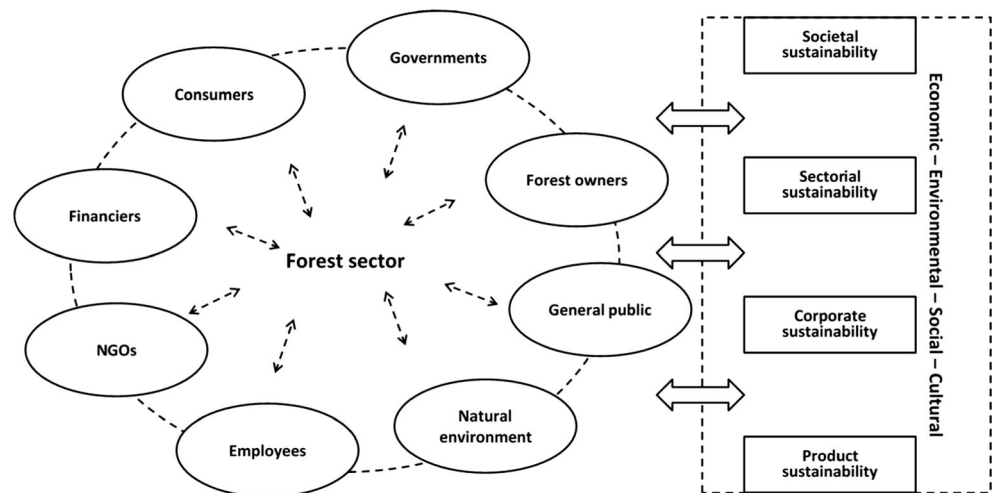 Governments
Consumers
Forest owners
Financiers
Forest sector
General public
NGOs
Natural
environment
Employees
Societal
sustainability
Sectorial
sustainability
Corporate
sustainability
Product
sustainability
Economic – Environmental – Social – Cultural